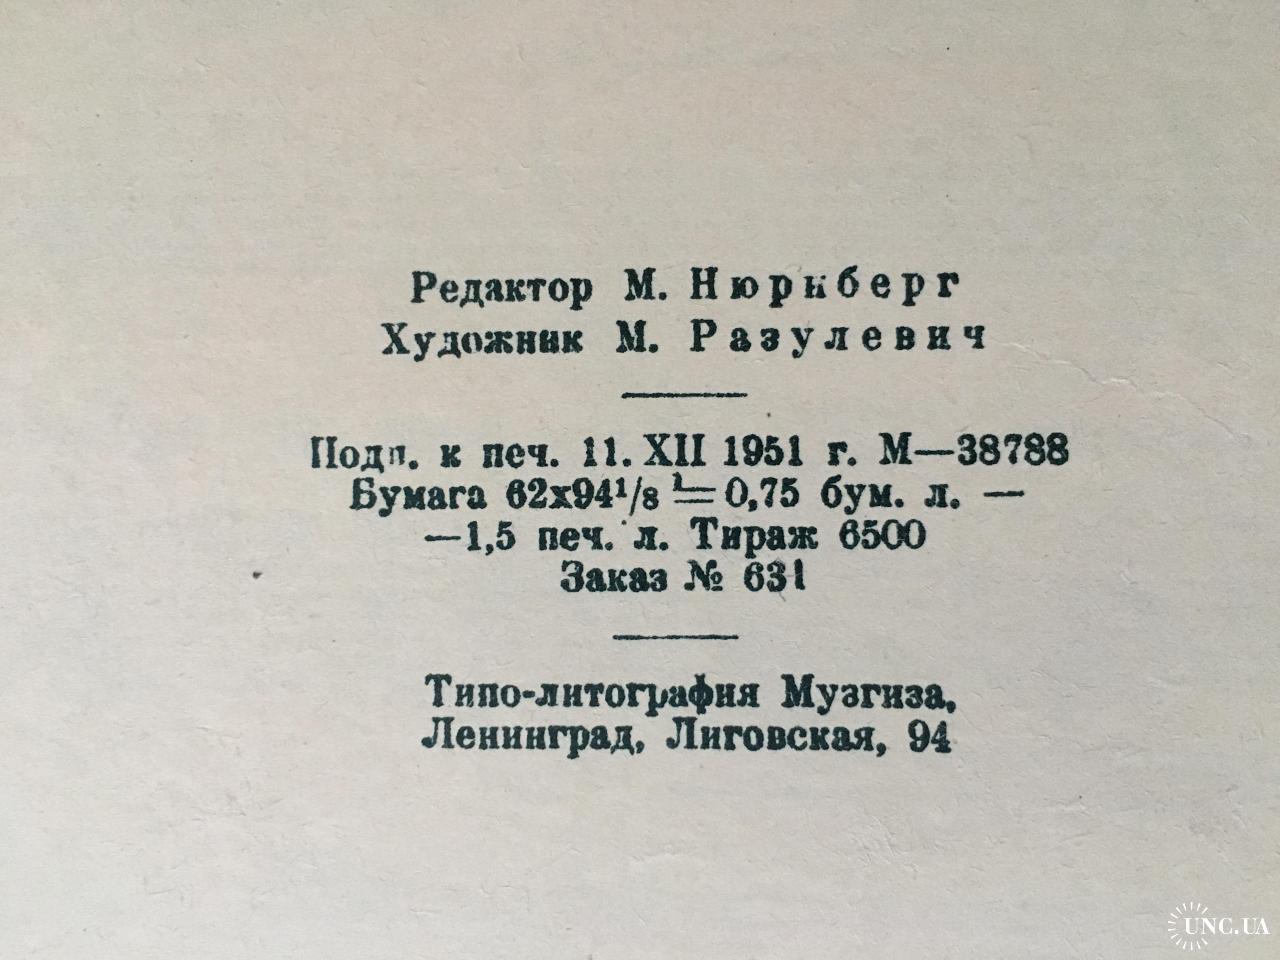 Редактор М. Нюрнберг
Художник М. Разулевич
Подп. к печ. 11. XII 1951 г. М—38788
Бумага 62х94¹/₈ = 0,75 бум. л. —
—1,5 печ. л. Тираж 6500
Заказ № 631
Типо-литография Музгиза,
Ленинград, Лиговская, 94
UNC.UA